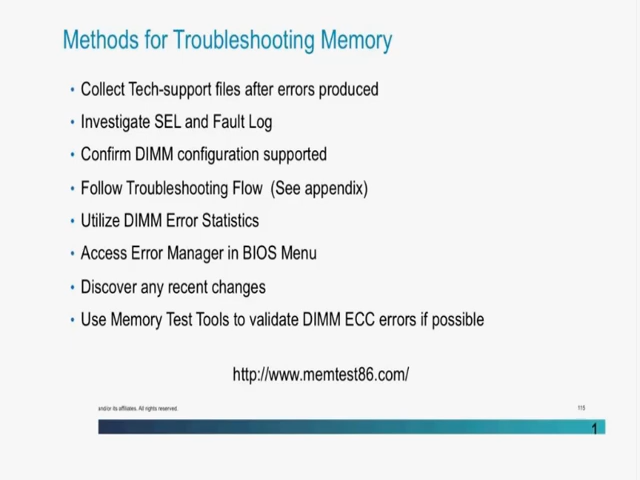 Methods for Troubleshooting Memory
• Collect Tech-support files after errors produced
• Investigate SEL and Fault Log
• Confirm DIMM configuration supported
• Follow Troubleshooting Flow (See appendix)
• Utilize DIMM Error Statistics
• Access Error Manager in BIOS Menu
• Discover any recent changes
• Use Memory Test Tools to validate DIMM ECC errors if possible
http://www.memtest86.com/
and/or its affiliates. All rights reserved. 115
1